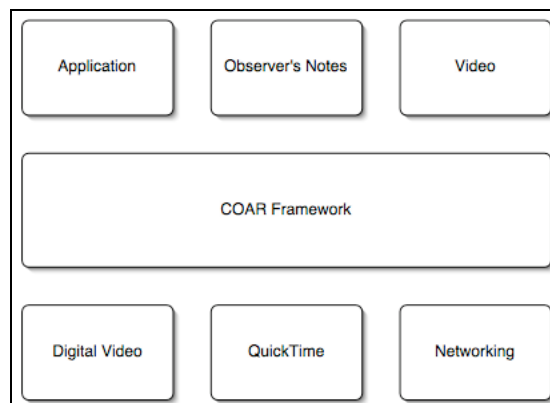 Application
Observer's Notes
Video
COAR Framework
Digital Video
QuickTime
Networking